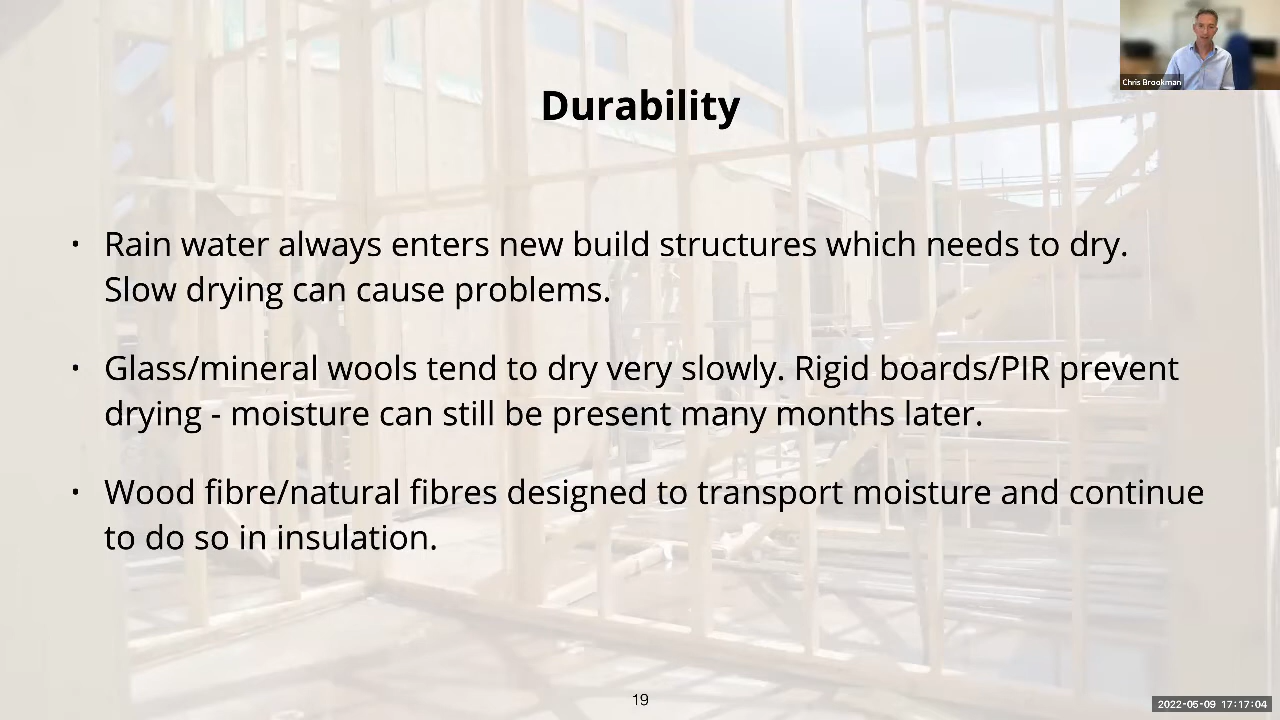 Chris Brookman
Durability
• Rain water always enters new build structures which needs to dry.
Slow drying can cause problems.
• Glass/mineral wools tend to dry very slowly. Rigid boards/PIR prevent
drying - moisture can still be present many months later.
• Wood fibre/natural fibres designed to transport moisture and continue
to do so in insulation.
19
2022-05-09 17:17:04